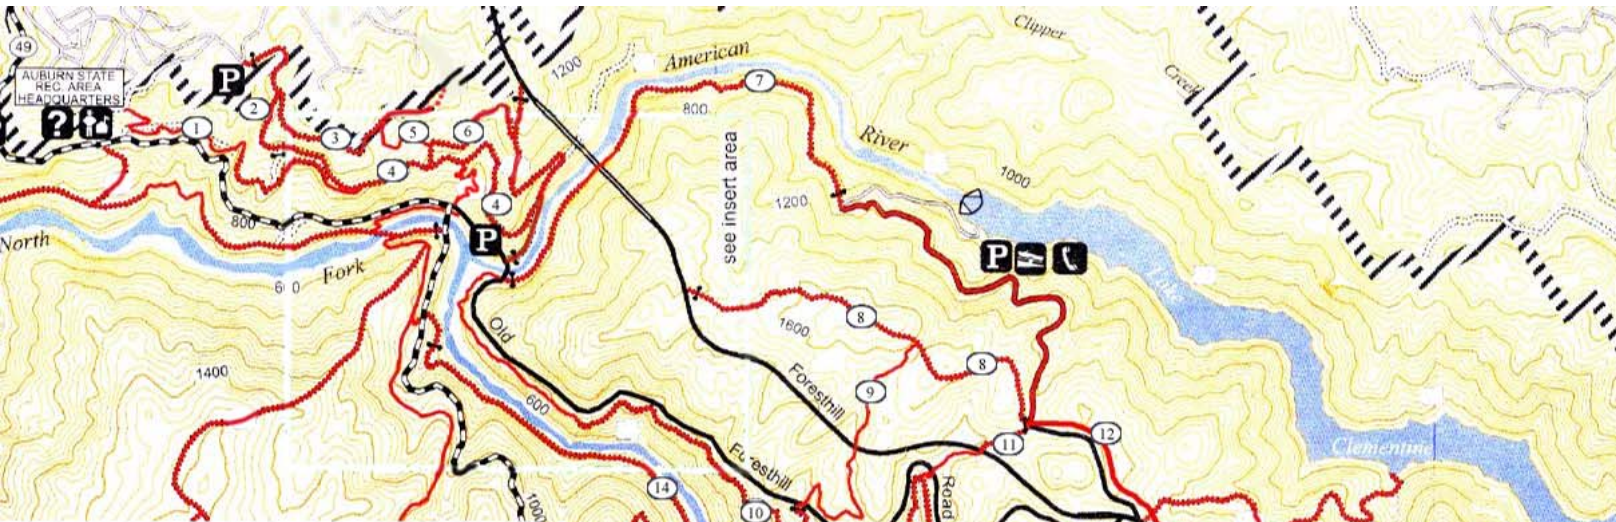 49
AUBURN STATE
REC. AREA
HEADQUARTERS
?
P
1
2
3
4
5
6
4
P
7
1200
American
800
River
Clipper
Creek
1000
1200
see insert area
P
Lake
Clementine
North
Fork
800
600
1400
Old
Foresthill
600
1000
1600
8
8
9
10
11
12
14
Foresthill
Road